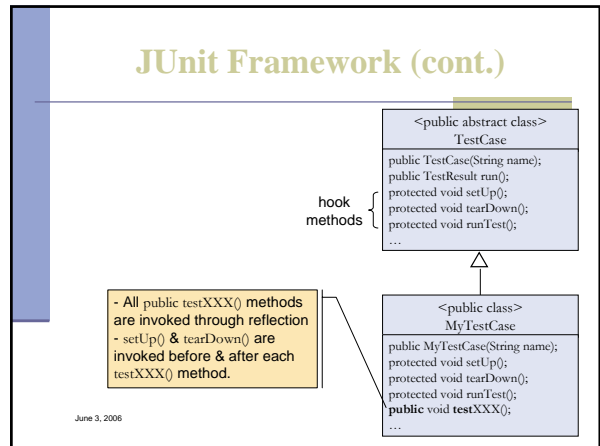 JUnit Framework (cont.)
<public abstract class>
TestCase
public TestCase(String name);
public TestResult run();
protected void setUp();
protected void tearDown();
protected void runTest();
…
hook
methods
- All public testXXX() methods
are invoked through reflection
- setUp() & tearDown() are
invoked before & after each
testXXX() method.
<public class>
MyTestCase
public MyTestCase(String name);
protected void setUp();
protected void tearDown();
protected void runTest();
public void testXXX();
…
June 3, 2006